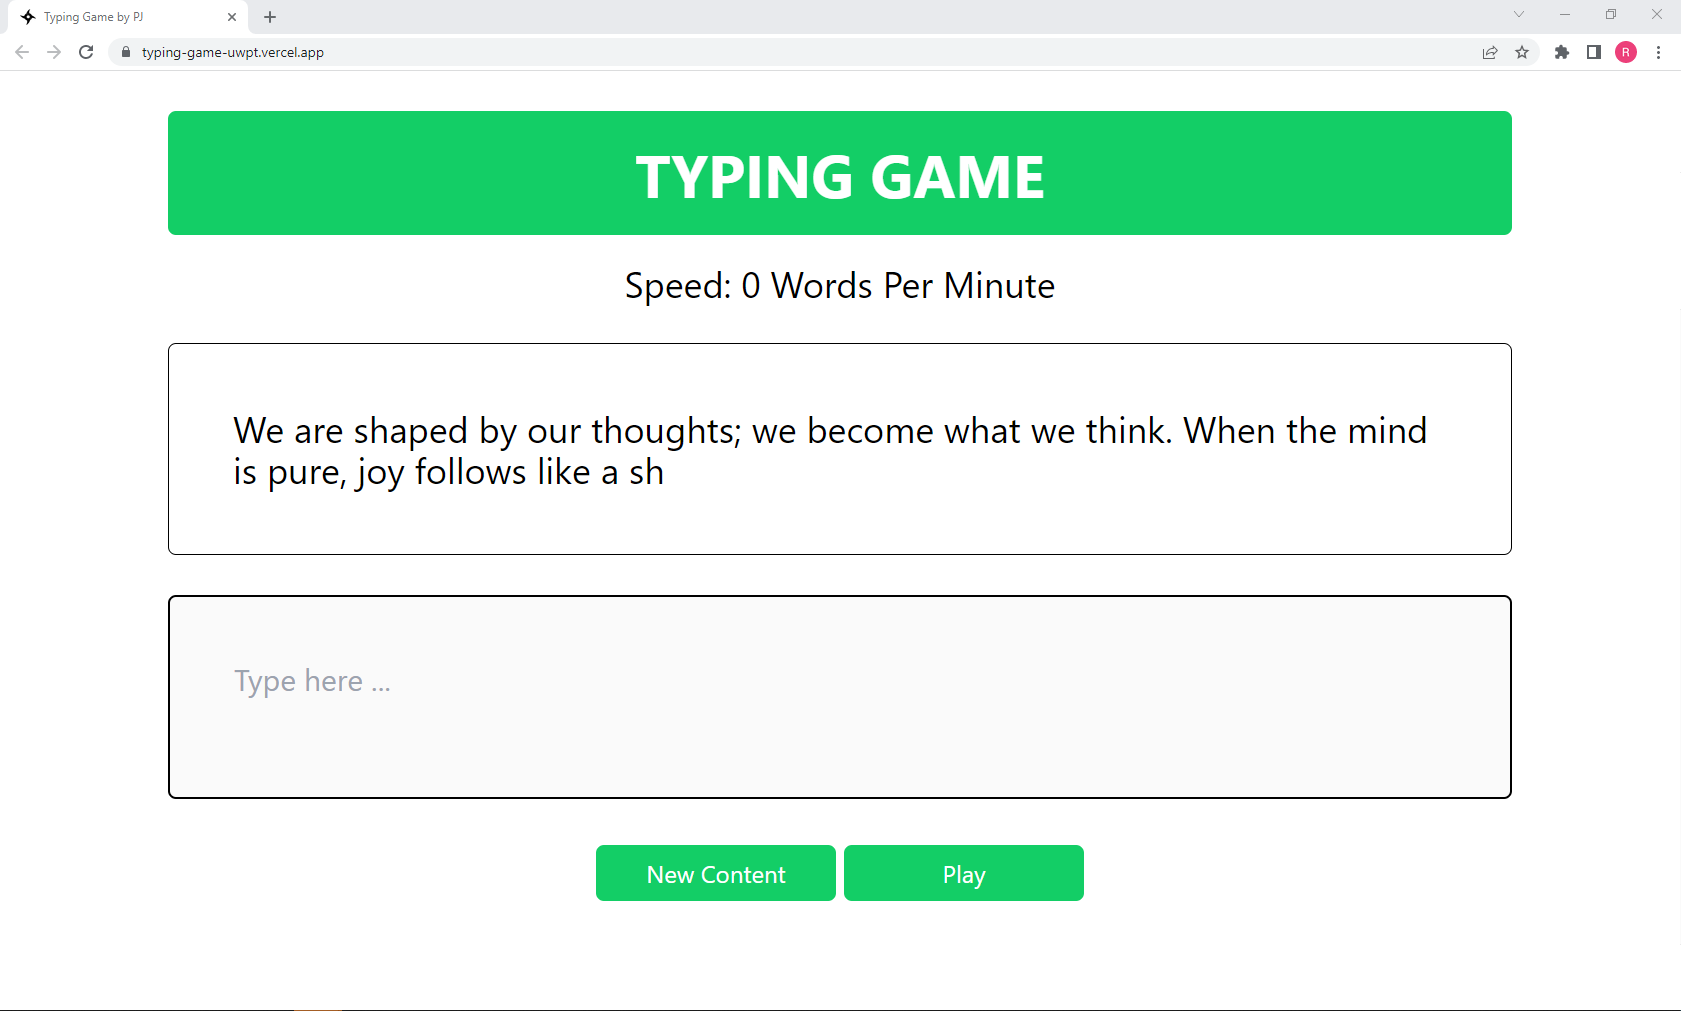 Typing Game by PJ
typing-game-uwpt.vercel.app
R
TYPING GAME
Speed: 0 Words Per Minute
We are shaped by our thoughts; we become what we think. When the mind
is pure, joy follows like a sh
Type here ...
New Content
Play